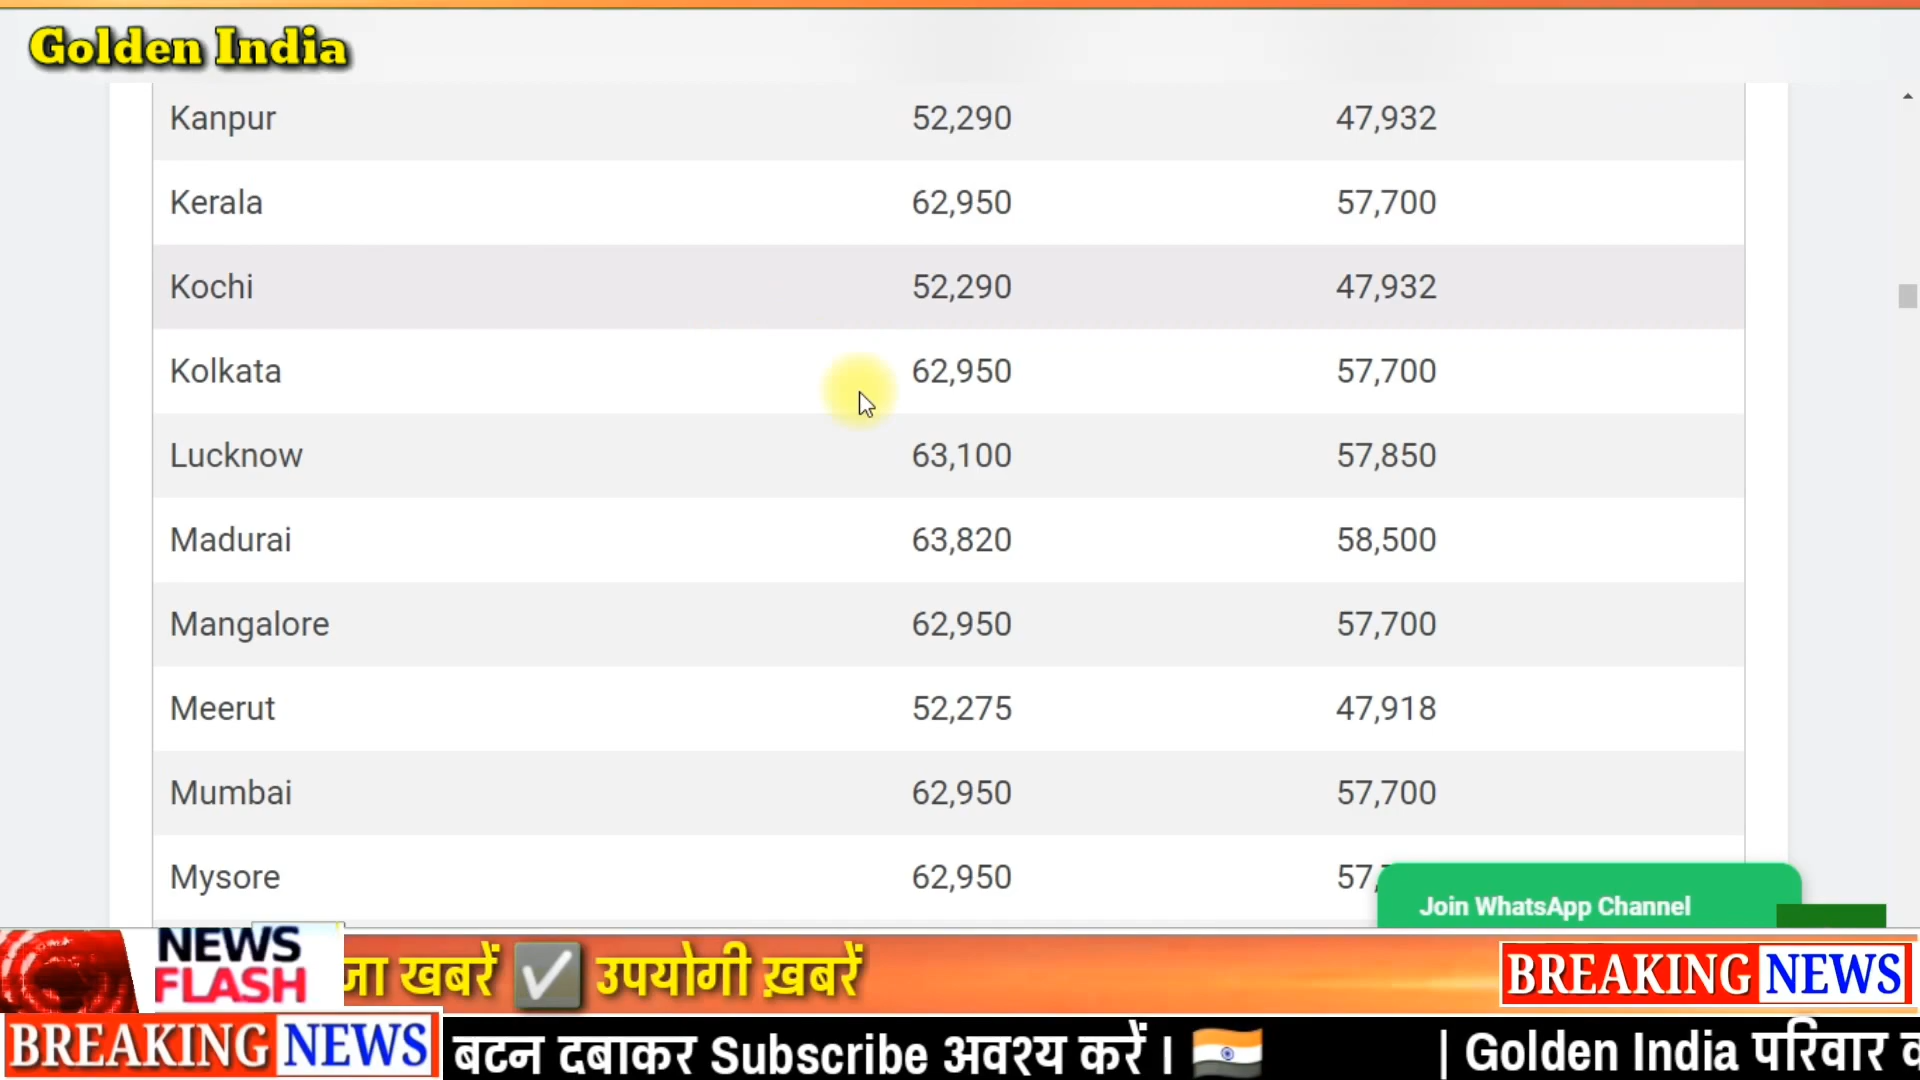 Golden India
Kanpur 52,290 47,932
Kerala 62,950 57,700
Kochi 52,290 47,932
Kolkata 62,950 57,700
Lucknow 63,100 57,850
Madurai 63,820 58,500
Mangalore 62,950 57,700
Meerut 52,275 47,918
Mumbai 62,950 57,700
Mysore 62,950 57,
Join WhatsApp Channel
NEWS
FLASH
खबरें ✅ उपयोगी ख़बरें
BREAKING NEWS
BREAKING NEWS
बटन दबाकर Subscribe अवश्य करें । 🇮🇳 | Golden India परिवार